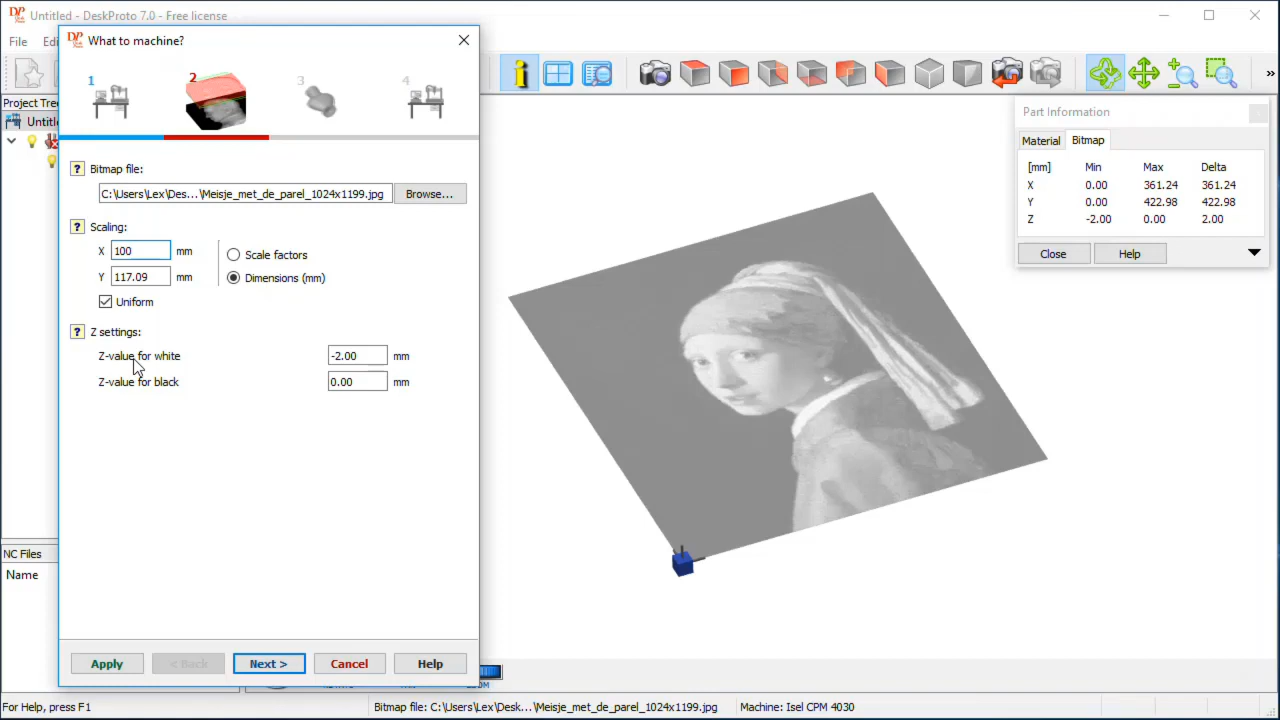 Untitled - DeskProto 7.0 - Free license
File
What to machine?
1
2
3
4
Project Tree
Bitmap file:
C:\Users\Lex\Des...\Meisje_met_de_parel_1024x1199.jpg
Browse...
Scaling:
X 100 mm
Y 117.09 mm
Scale factors
Dimensions (mm)
Uniform
Z settings:
Z-value for white -2.00 mm
Z-value for black 0.00 mm
Apply
< Back
Next >
Cancel
Help
NC Files
Name
»
Part Information
Material
Bitmap
[mm] Min Max Delta
X 0.00 361.24 361.24
Y 0.00 422.98 422.98
Z -2.00 0.00 2.00
Close
Help
For Help, press F1
Bitmap file: C:\Users\Lex\Desk...\Meisje_met_de_parel_1024x1199.jpg
Machine: Isel CPM 4030